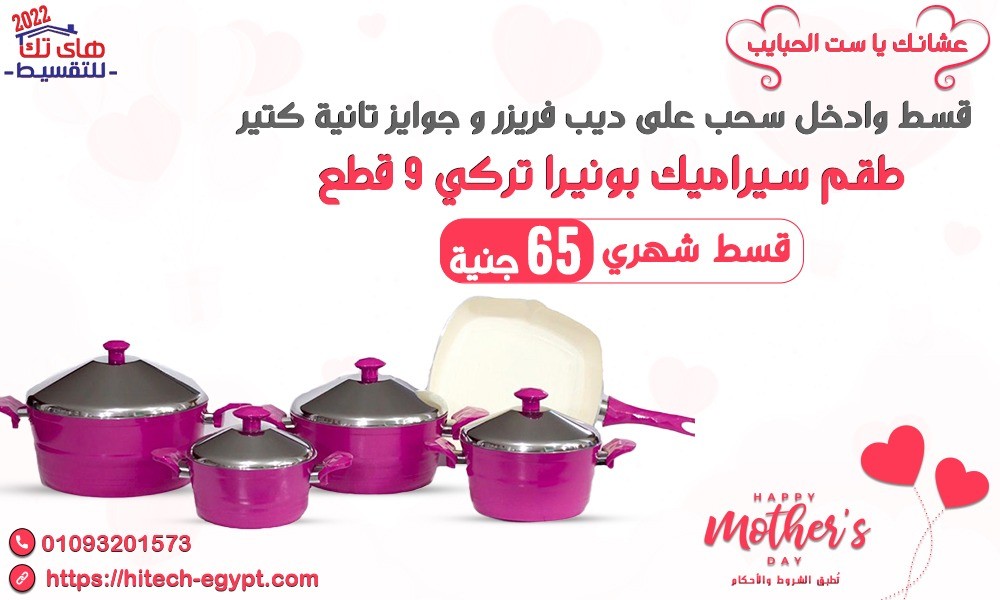 عشانك يا ست الحبايب
2022
هاى تك
-للتقسيط-
قسط وادخل سحب على ديب فريزر و جوايز تانية كتير
طقم سيراميك بونيرا تركي 9 قطع
قسط شهري 65 جنية
HAPPY
Mother's
DAY
تُطبق الشروط والأحكام
01093201573
https://hitech-egypt.com